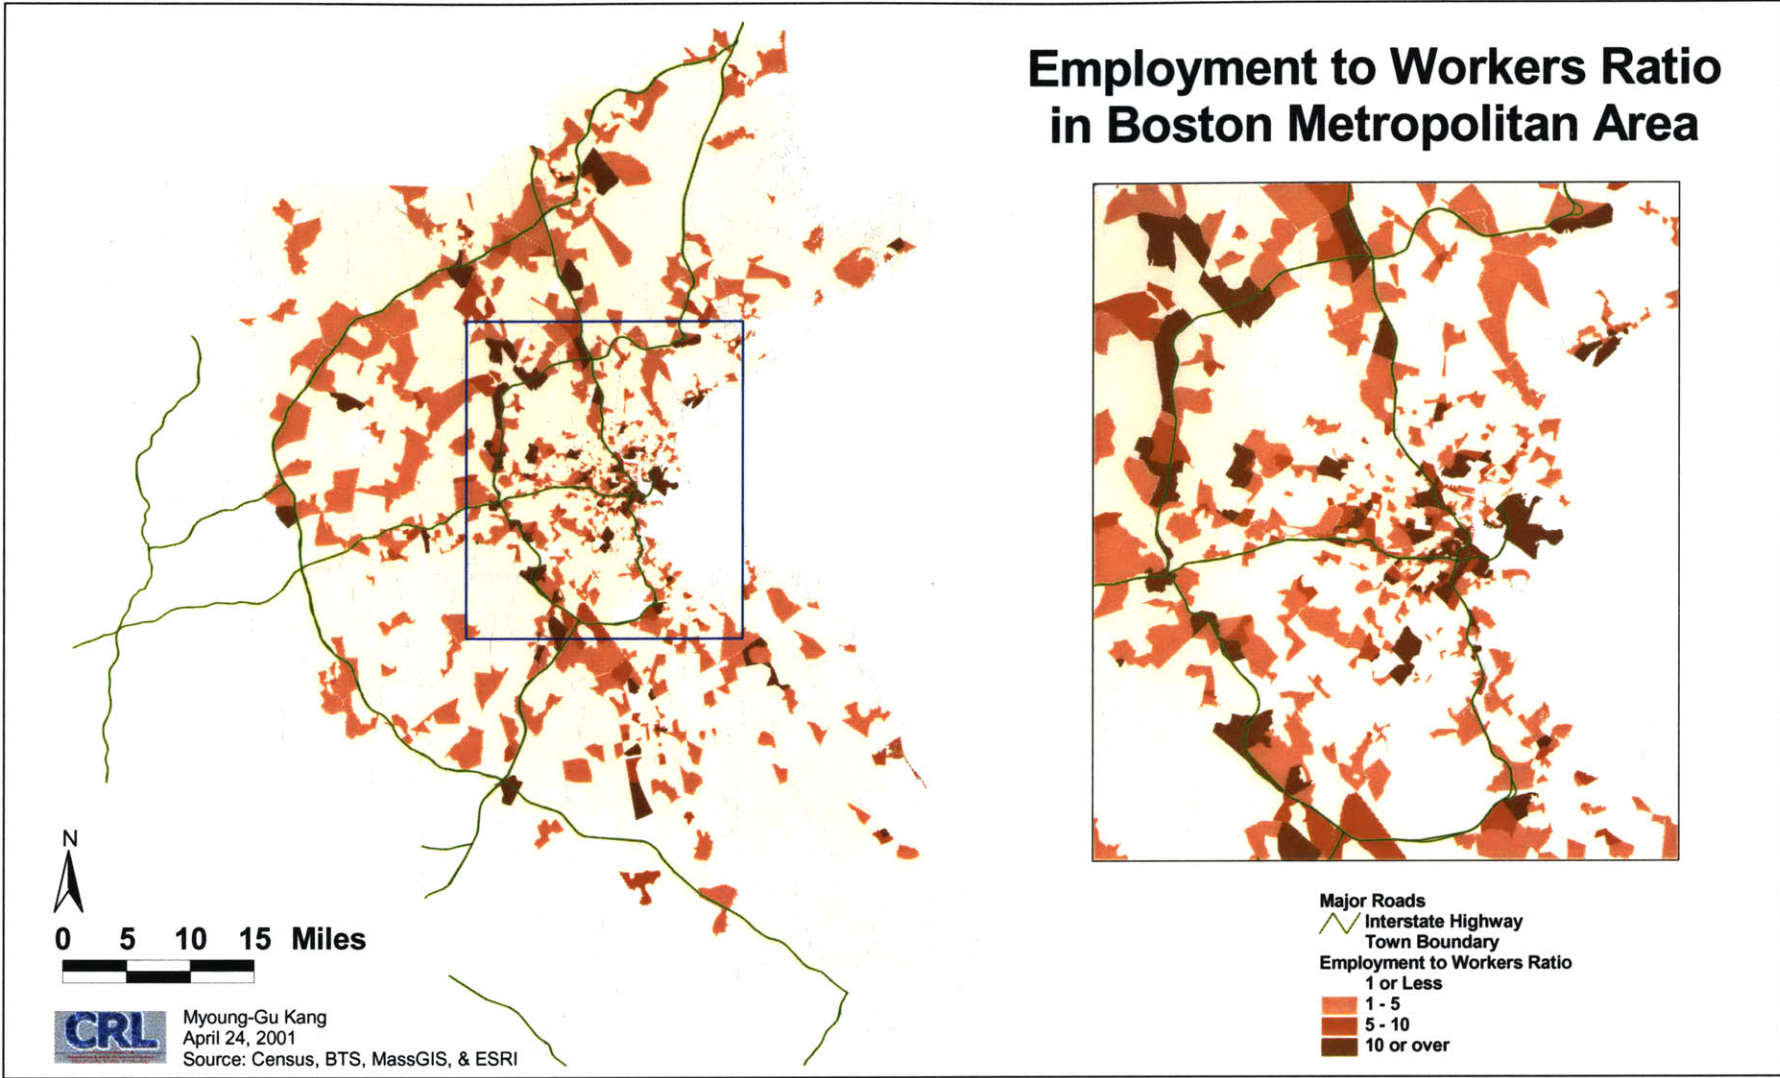 Employment to Workers Ratio
in Boston Metropolitan Area
N
0 5 10 15 Miles
CRL
Myoung-Gu Kang
April 24, 2001
Source: Census, BTS, MassGIS, & ESRI
Major Roads
Interstate Highway
Town Boundary
Employment to Workers Ratio
1 or Less
1 - 5
5 - 10
10 or over